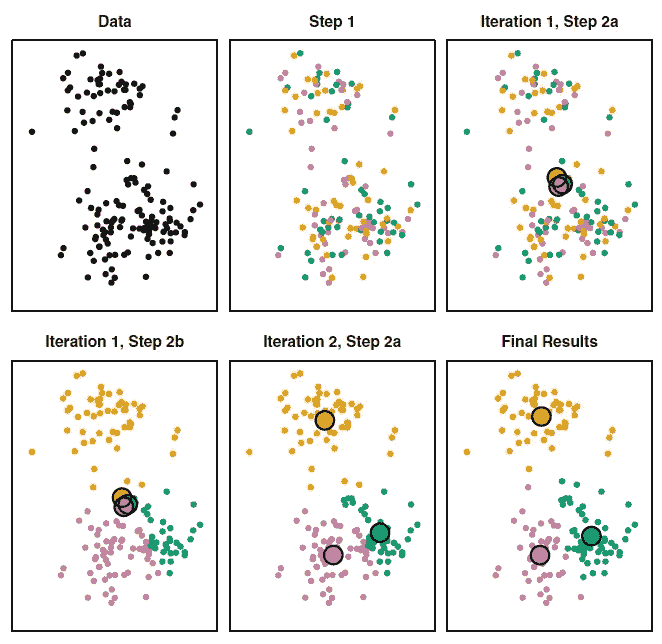 Data
Step 1
Iteration 1, Step 2a
Iteration 1, Step 2b
Iteration 2, Step 2a
Final Results